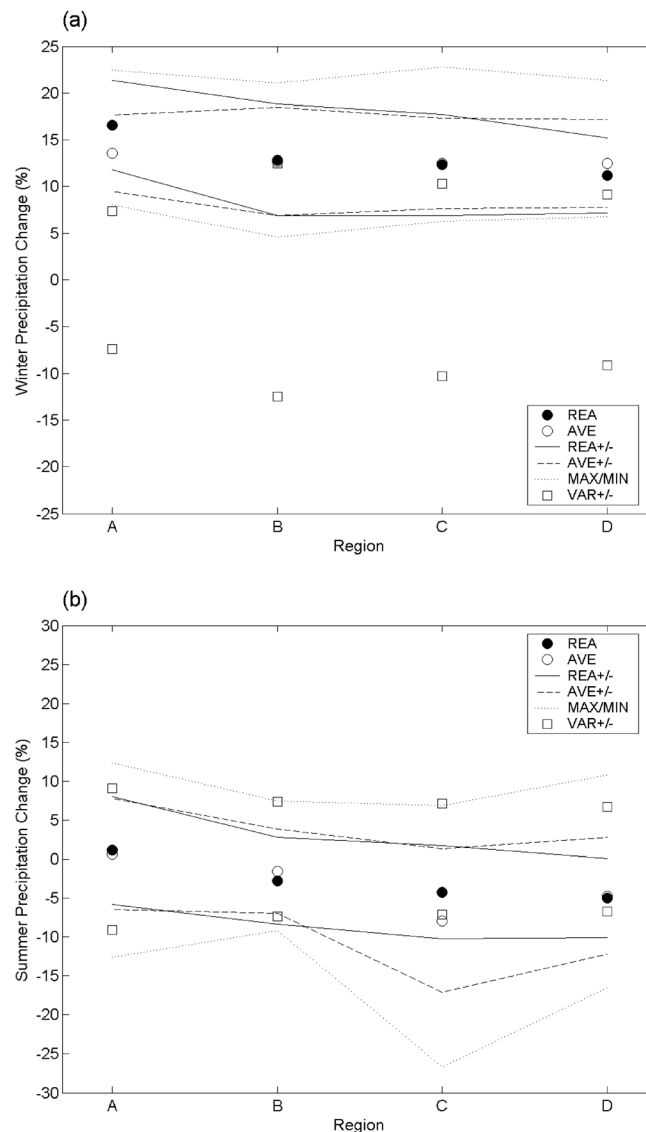 (a)
25
20
15
10
5
0
-5
-10
-15
-20
-25
Winter Precipitation Change (%)
REA
AVE
REA+/-
AVE+/-
MAX/MIN
VAR+/-
A B C D
Region
(b)
30
25
20
15
10
5
0
-5
-10
-15
-20
-25
-30
Summer Precipitation Change (%)
REA
AVE
REA+/-
AVE+/-
MAX/MIN
VAR+/-
A B C D
Region